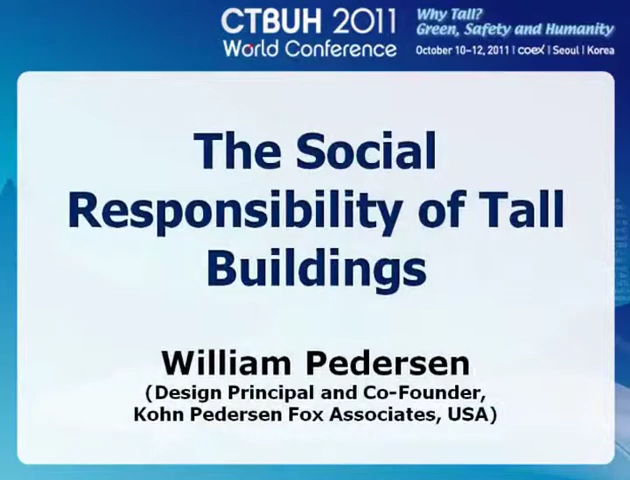 CTBUH 2011
World Conference
Why Tall?
Green, Safety and Humanity
October 10-12, 2011 | coex | Seoul | Korea
The Social
Responsibility of Tall
Buildings
William Pedersen
(Design Principal and Co-Founder,
Kohn Pedersen Fox Associates, USA)